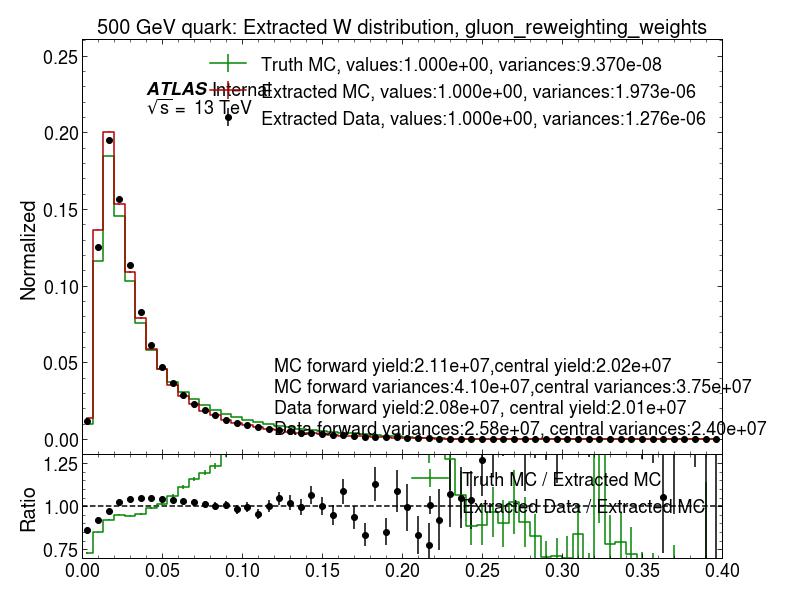 500 GeV quark: Extracted W distribution, gluon_reweighting_weights
Truth MC, values:1.000e+00, variances:9.370e-08
ATLAS Internal
Extracted MC, values:1.000e+00, variances:1.973e-06
√s = 13 TeV
Extracted Data, values:1.000e+00, variances:1.276e-06
Normalized
0.25
0.20
0.15
0.10
0.05
0.00
MC forward yield:2.11e+07,central yield:2.02e+07
MC forward variances:4.10e+07,central variances:3.75e+07
Data forward yield:2.08e+07, central yield:2.01e+07
Data forward variances:2.58e+07, central variances:2.40e+07
Ratio
1.25
1.00
0.75
Truth MC / Extracted MC
Extracted Data / Extracted MC
0.00 0.05 0.10 0.15 0.20 0.25 0.30 0.35 0.40